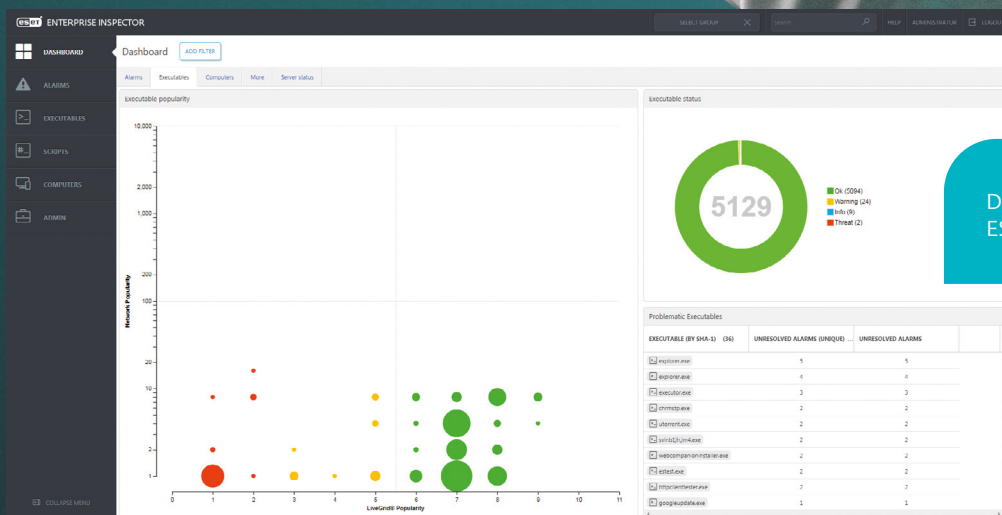 eset ENTERPRISE INSPECTOR
SELECT GROUP
Search
HELP
ADMINISTRATOR
LOGOUT
DASHBOARD
ALARMS
EXECUTABLES
SCRIPTS
COMPUTERS
ADMIN
COLLAPSE MENU
Dashboard
ADD FILTER
Alarms
Executables
Computers
More
Server status
Executable popularity
10,000
2,000
1,000
200
100
20
10
2
1
Network Popularity
0 1 2 3 4 5 6 7 8 9 10 11
LiveGrid® Popularity
Executable status
5129
Ok (5094)
Warning (24)
Info (9)
Threat (2)
D
ES
Problematic Executables
EXECUTABLE (BY SHA-1) (36) UNRESOLVED ALARMS (UNIQUE) ... UNRESOLVED ALARMS
explorer.exe 5 5
explorer.exe 4 4
executor.exe 3 3
chrmstp.exe 2 2
utorrent.exe 2 2
2 2
webcompanioninstaller.exe 2 2
estest.exe 2 2
httpclienttester.exe 2 2
googleupdate.exe 1 1